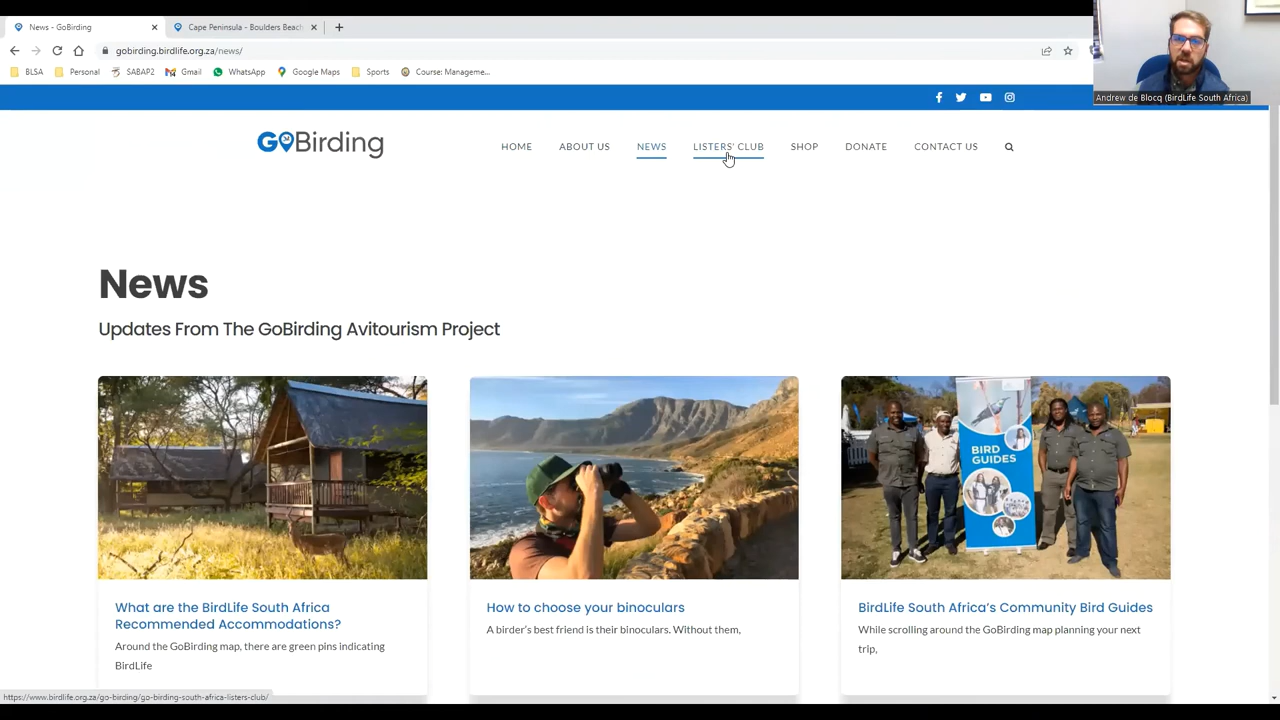 News - GoBirding
Cape Peninsula - Boulders Beach
gobirding.birdlife.org.za/news/
BLSA
Personal
SABAP2
Gmail
WhatsApp
Google Maps
Sports
Course: Manageme...
Andrew de Blocq (BirdLife South Africa)
GOBirding
HOME
ABOUT US
NEWS
LISTERS' CLUB
SHOP
DONATE
CONTACT US
News
Updates From The GoBirding Avitourism Project
BIRD
GUIDES
What are the BirdLife South Africa
Recommended Accommodations?
Around the GoBirding map, there are green pins indicating
BirdLife
How to choose your binoculars
A birder's best friend is their binoculars. Without them,
BirdLife South Africa's Community Bird Guides
While scrolling around the GoBirding map planning your next
trip,
https://www.birdlife.org.za/go-birding/go-birding-south-africa-listers-club/